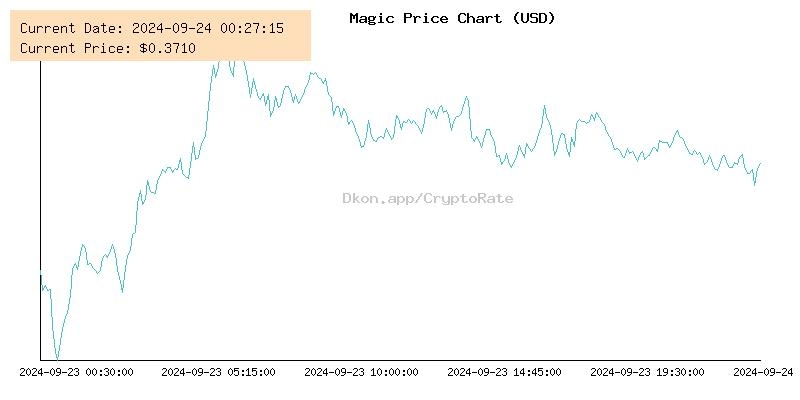 Magic Price Chart (USD)
Current Date: 2024-09-24 00:27:15
Current Price: $0.3710
Dkon.app/CryptoRate
2024-09-23 00:30:00
2024-09-23 05:15:00
2024-09-23 10:00:00
2024-09-23 14:45:00
2024-09-23 19:30:00
2024-09-24